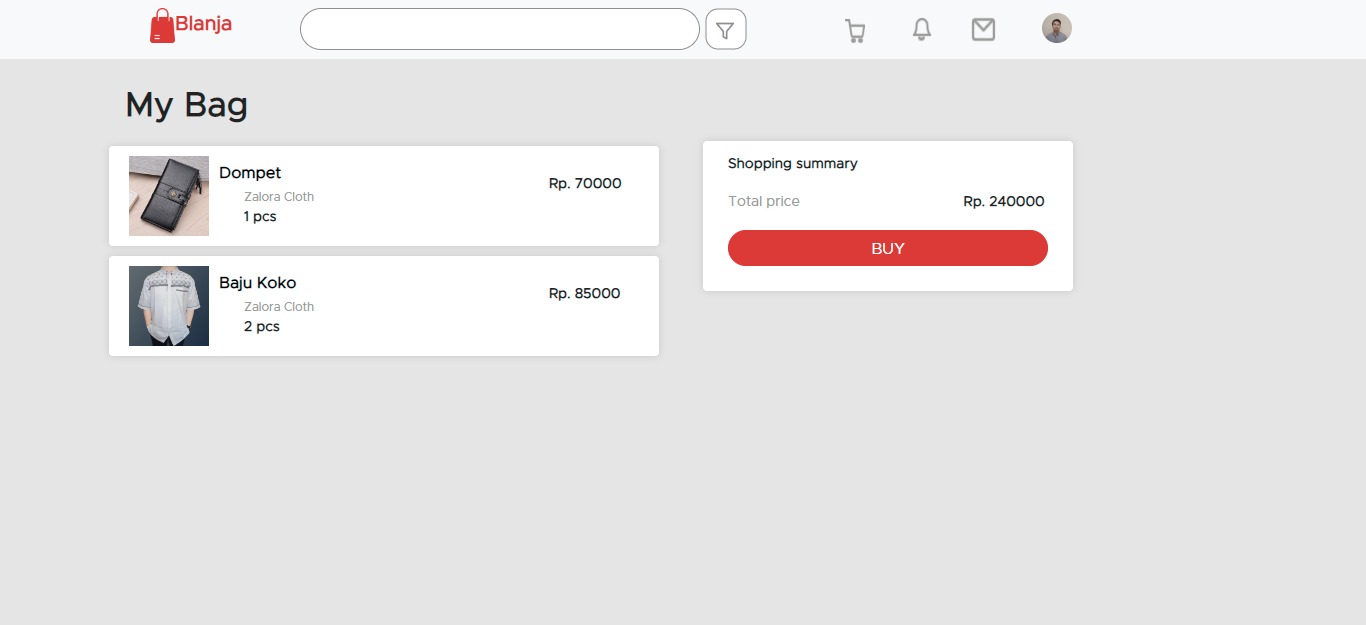 Blanja
My Bag
Dompet
Zalora Cloth
1 pcs
Rp. 70000
Baju Koko
Zalora Cloth
2 pcs
Rp. 85000
Shopping summary
Total price
Rp. 240000
BUY